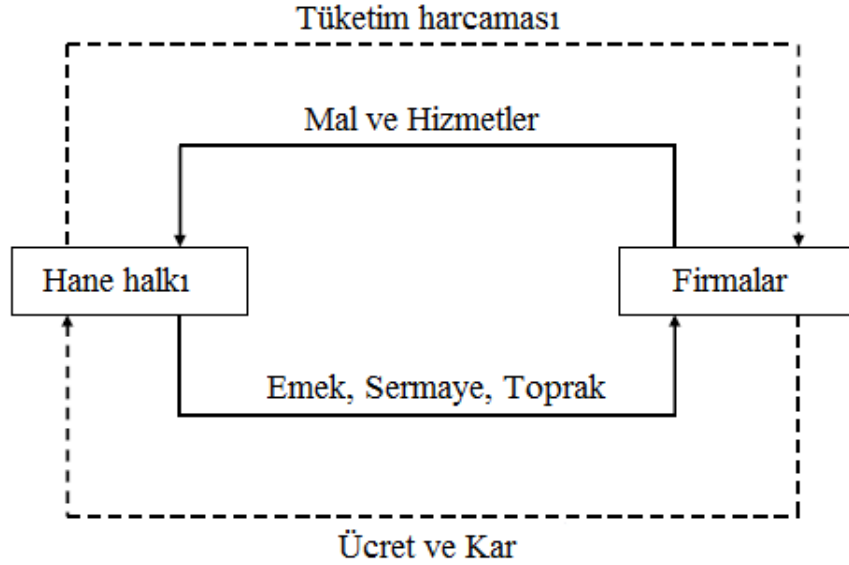 Tüketim harcaması
Mal ve Hizmetler
Hane halkı
Firmalar
Emek, Sermaye, Toprak
Ücret ve Kar